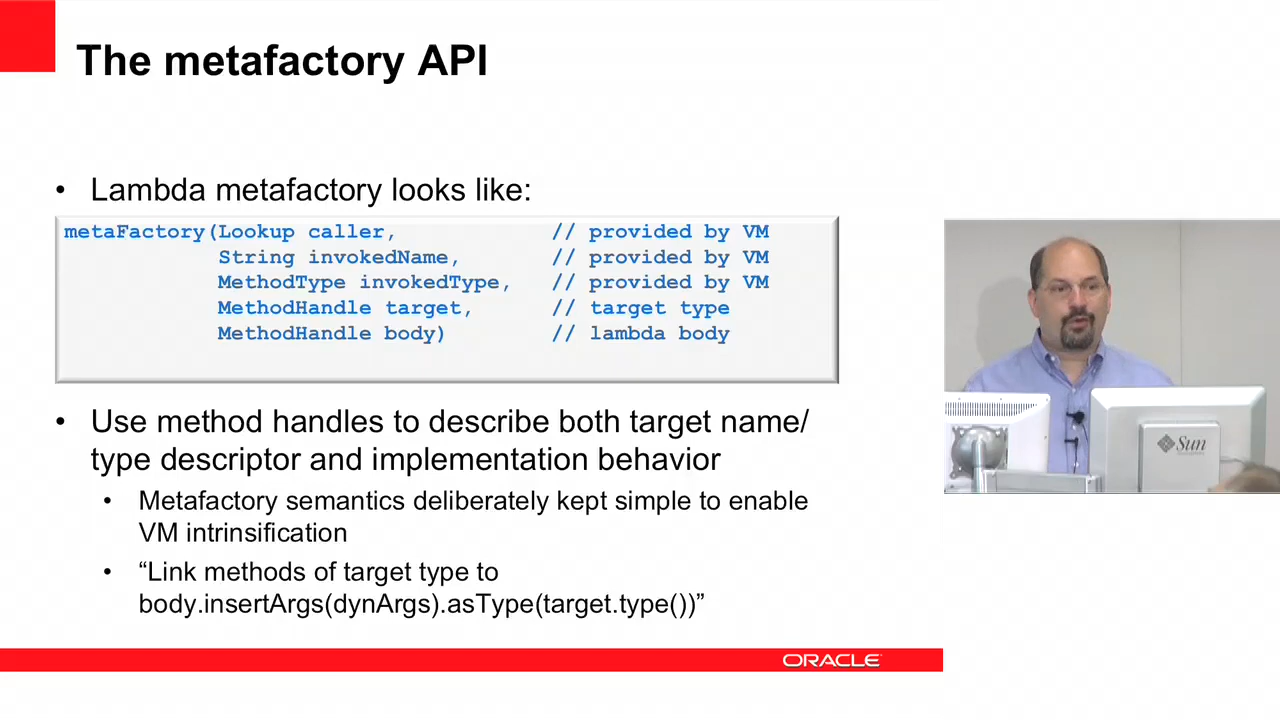 The metafactory API
• Lambda metafactory looks like:
metaFactory(Lookup caller, // provided by VM
String invokedName, // provided by VM
MethodType invokedType, // provided by VM
MethodHandle target, // target type
MethodHandle body) // lambda body
• Use method handles to describe both target name/
type descriptor and implementation behavior
• Metafactory semantics deliberately kept simple to enable
VM intrinsification
• “Link methods of target type to
body.insertArgs(dynArgs).asType(target.type())”
ORACLE
Sun